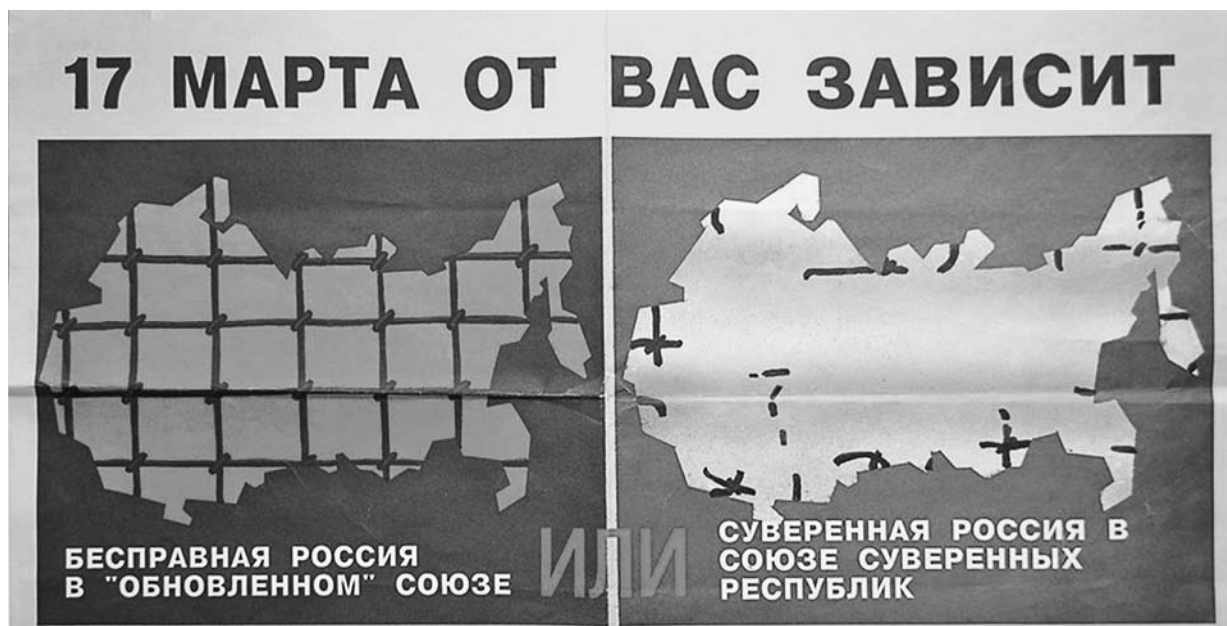 17 МАРТА ОТ ВАС ЗАВИСИТ
БЕСПРАВНАЯ РОССИЯ
В "ОБНОВЛЕННОМ" СОЮЗЕ
ИЛИ
СУВЕРЕННАЯ РОССИЯ В
СОЮЗЕ СУВЕРЕННЫХ
РЕСПУБЛИК